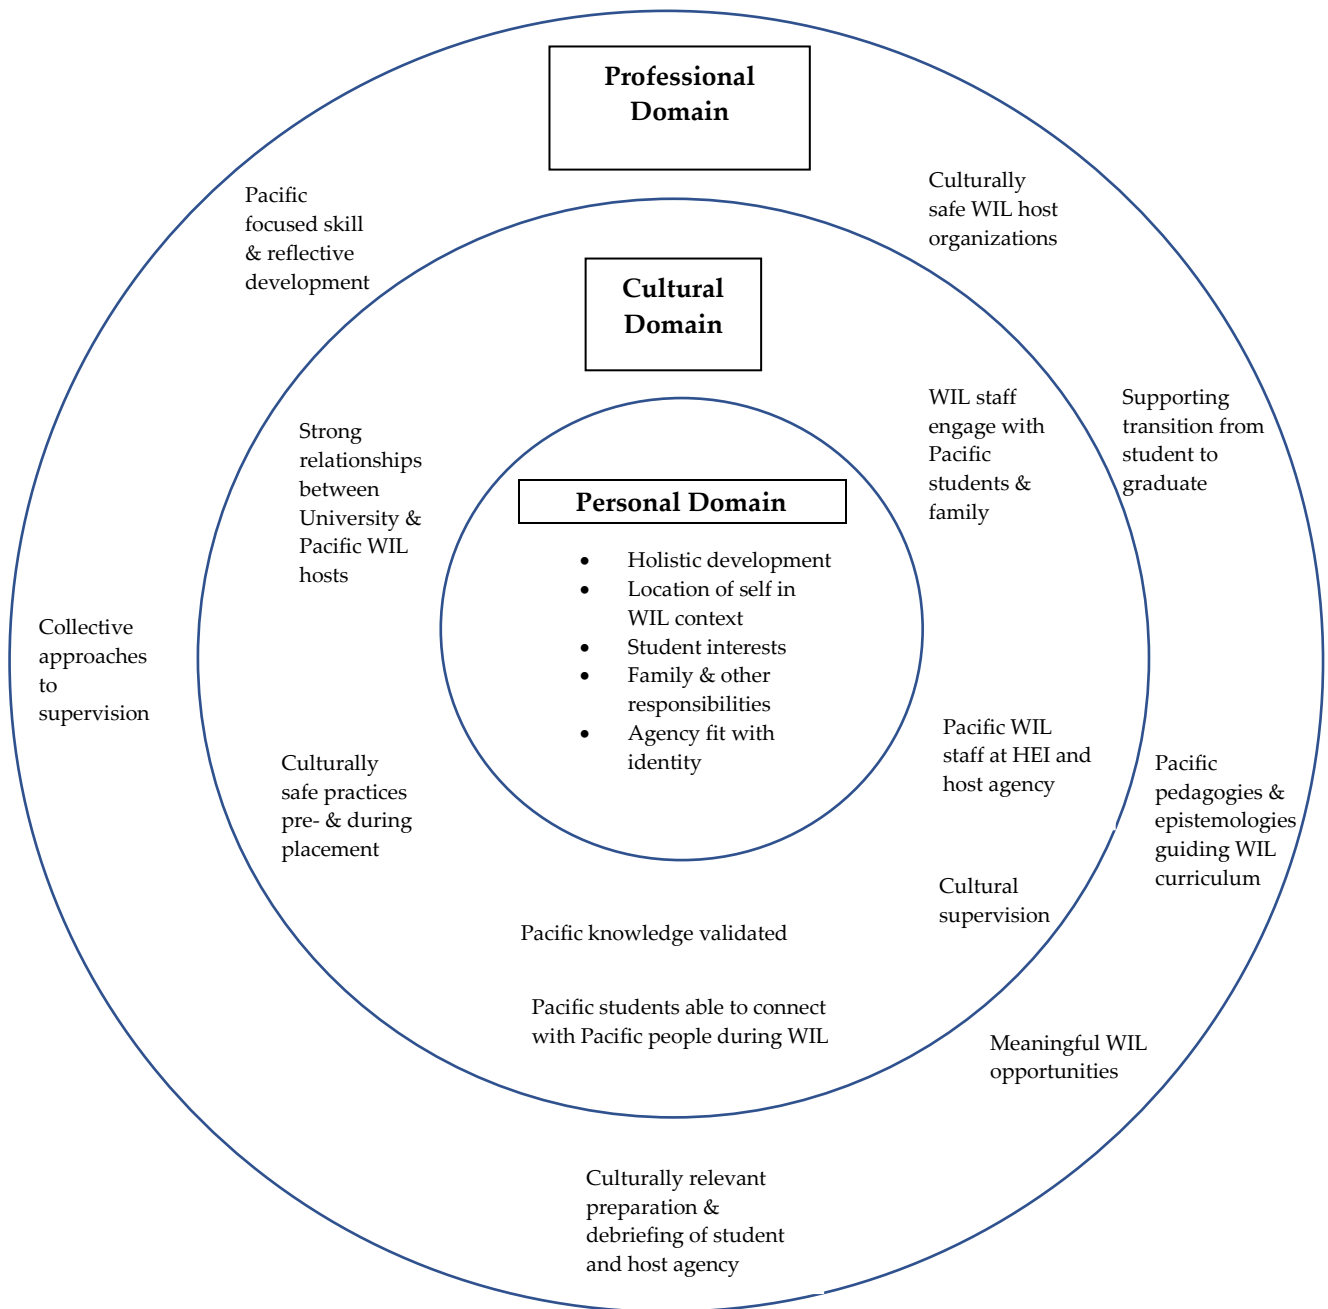 Professional
Domain
Pacific
focused skill
& reflective
development
Culturally
safe WIL host
organizations
Cultural
Domain
Strong
relationships
between
University &
Pacific WIL
hosts
WIL staff
engage with
Pacific
students &
family
Supporting
transition from
student to
graduate
Personal Domain
• Holistic development
• Location of self in
WIL context
• Student interests
• Family & other
responsibilities
• Agency fit with
identity
Collective
approaches
to
supervision
Culturally
safe practices
pre- & during
placement
Pacific WIL
staff at HEI and
host agency
Pacific
pedagogies &
epistemologies
guiding WIL
curriculum
Cultural
supervision
Pacific knowledge validated
Pacific students able to connect
with Pacific people during WIL
Meaningful WIL
opportunities
Culturally relevant
preparation &
debriefing of student
and host agency